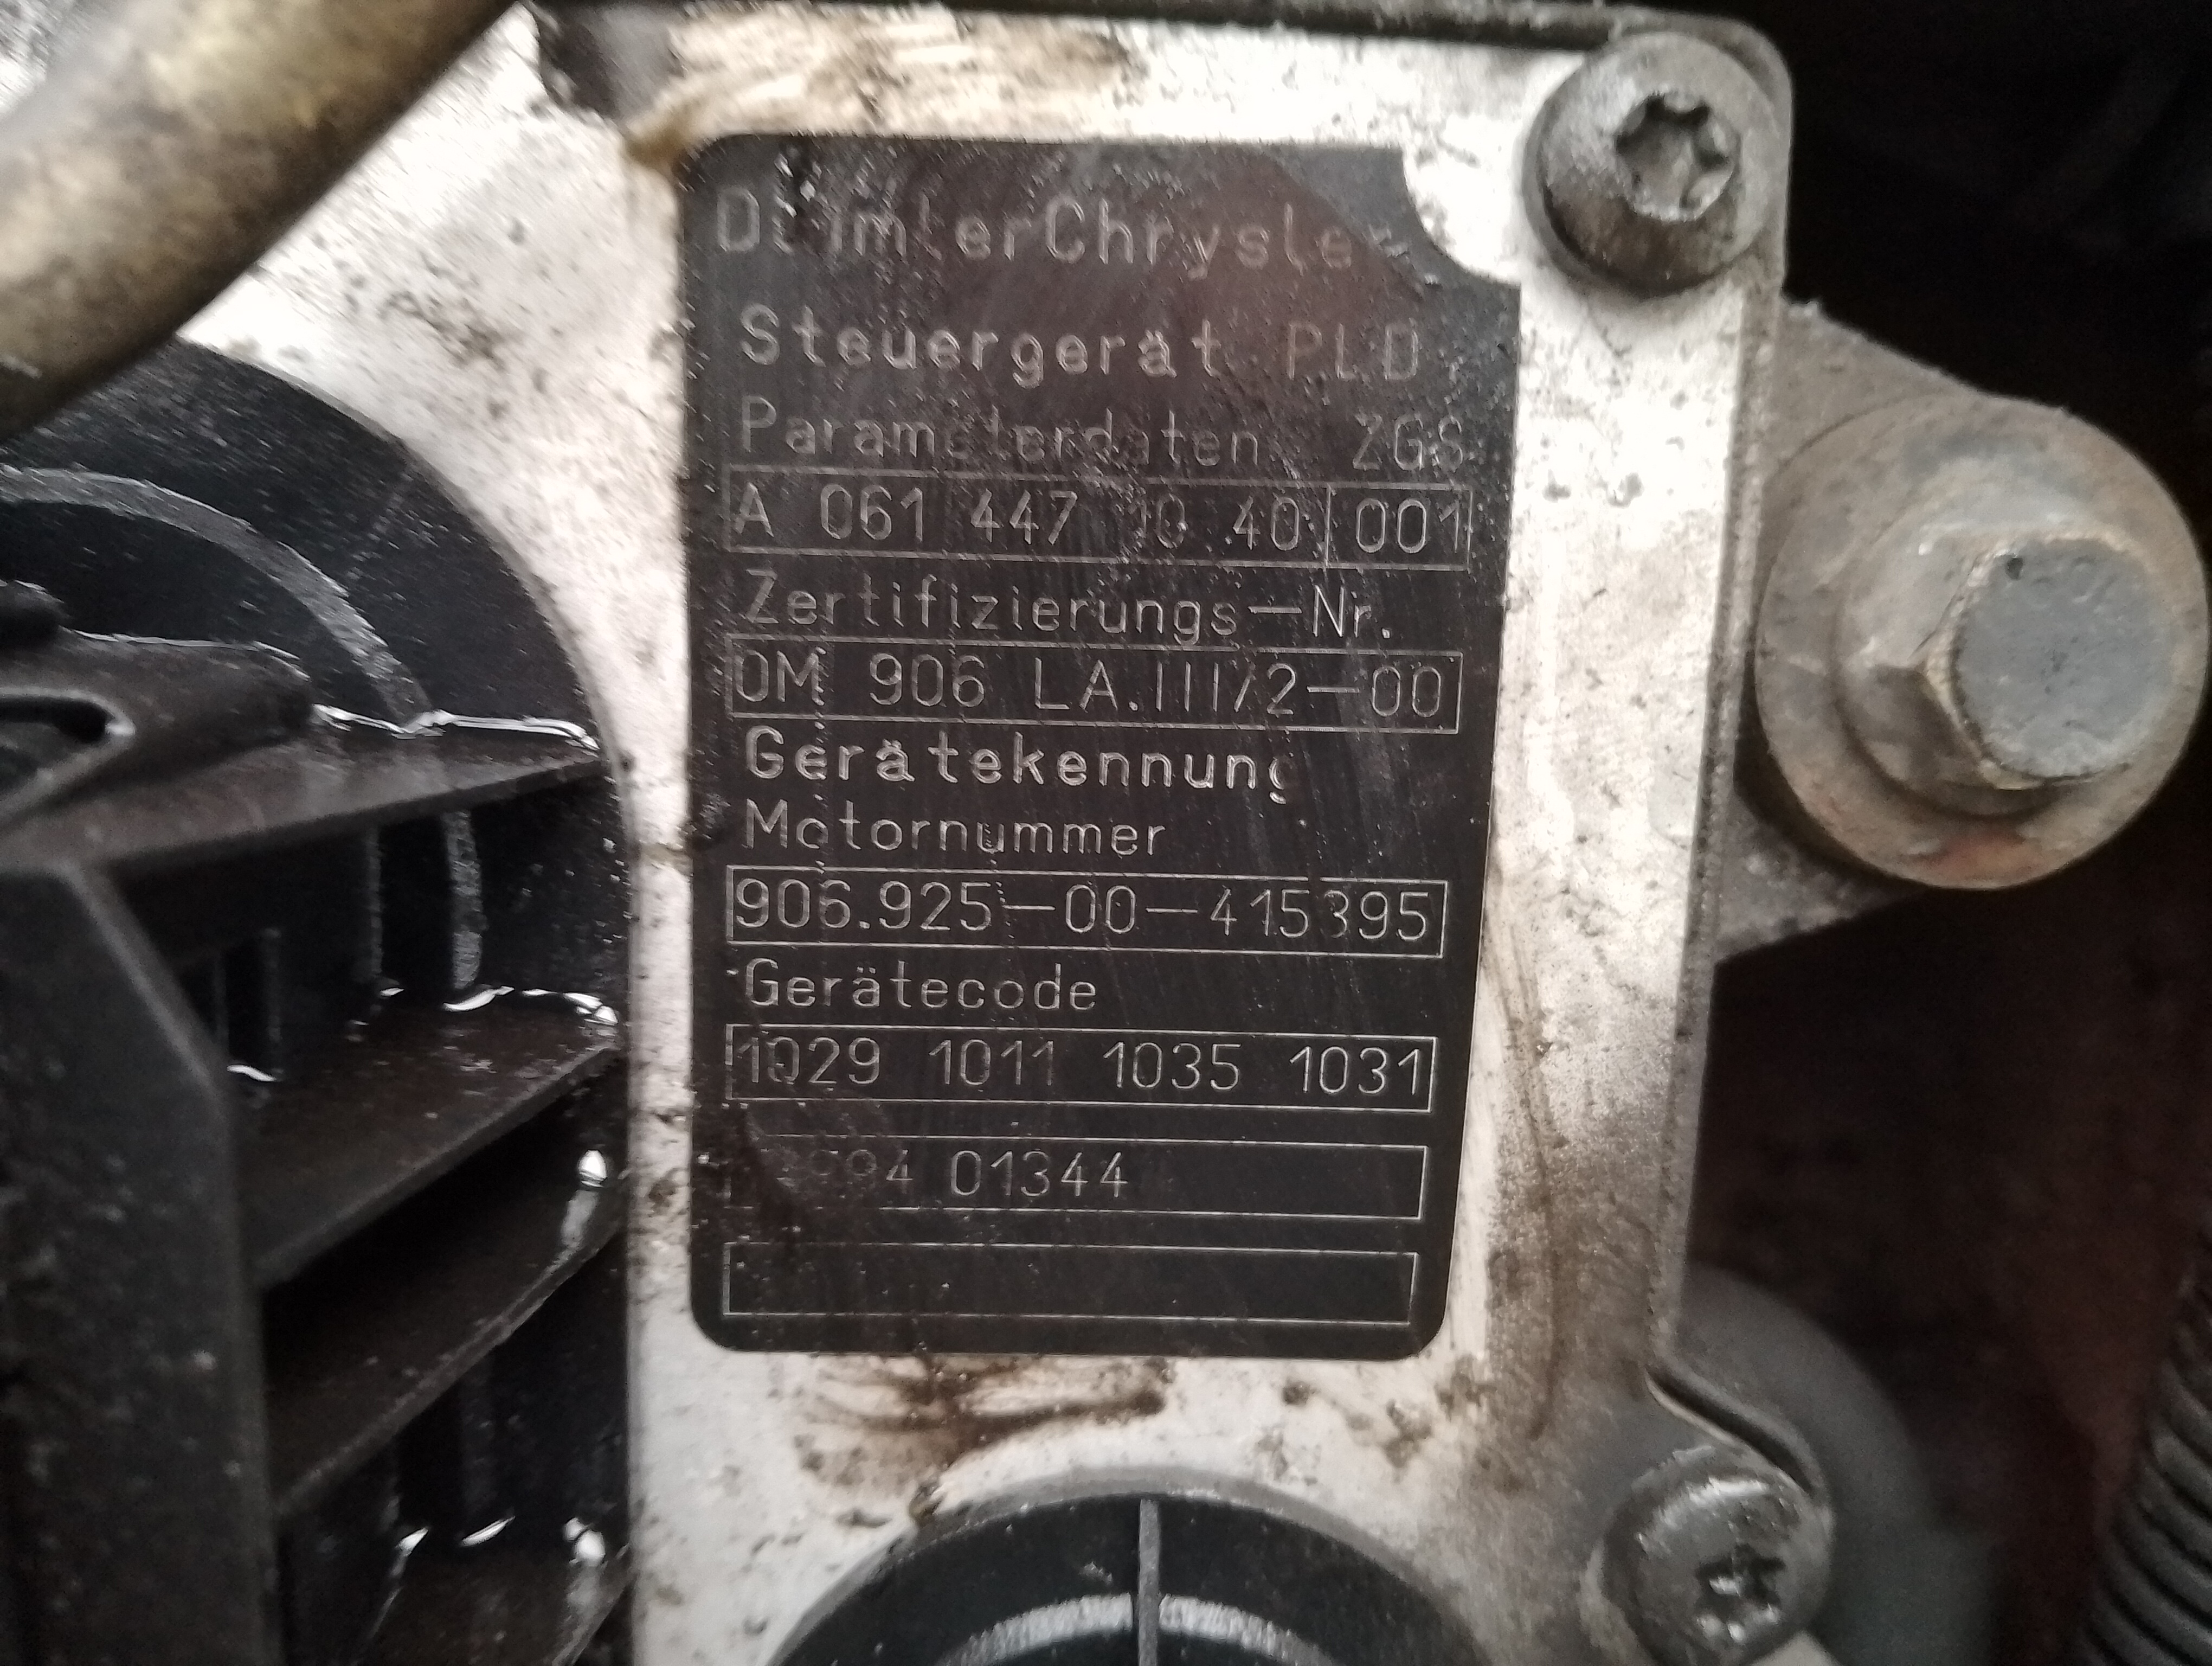 DaimlerChrysler
Steuergerät PLD
Parameterdaten ZGS
A 061 447 10 40 001
Zertifizierungs-Nr.
OM 906 LA.III/2-00
Gerätekennung
Motornummer
906.925-00-415395
Gerätecode
1029 1011 1035 1031
01344